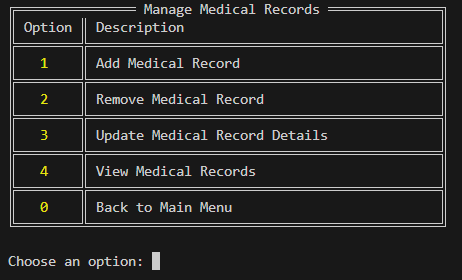 Manage Medical Records
Option Description
1 Add Medical Record
2 Remove Medical Record
3 Update Medical Record Details
4 View Medical Records
0 Back to Main Menu
Choose an option: